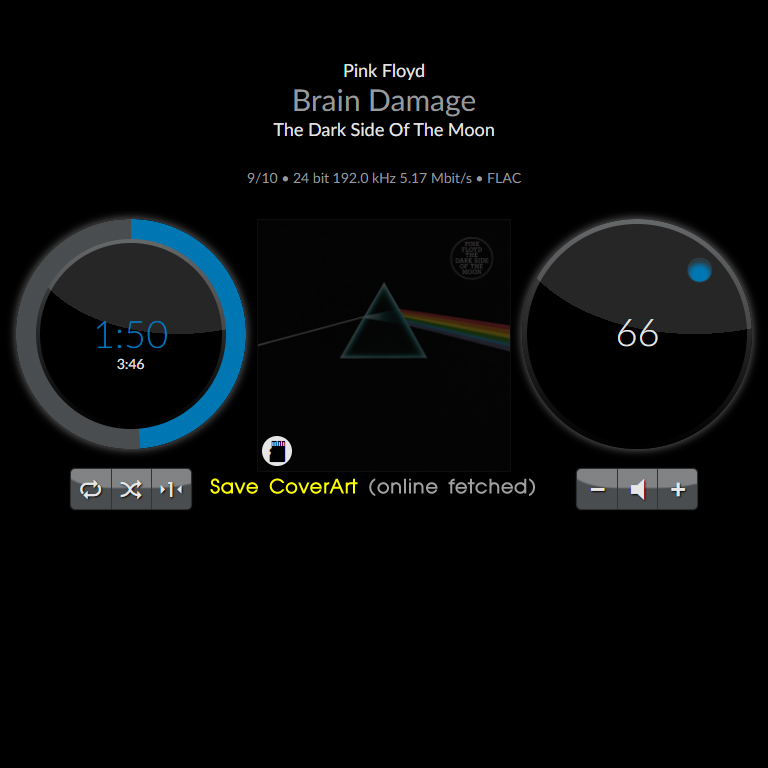 Pink Floyd
Brain Damage
The Dark Side Of The Moon
9/10 • 24 bit 192.0 kHz 5.17 Mbit/s • FLAC
PINK
FLOYD
THE
DARK SIDE
OF THE
MOON
1:50
3:46
66
1
Save CoverArt (online fetched)